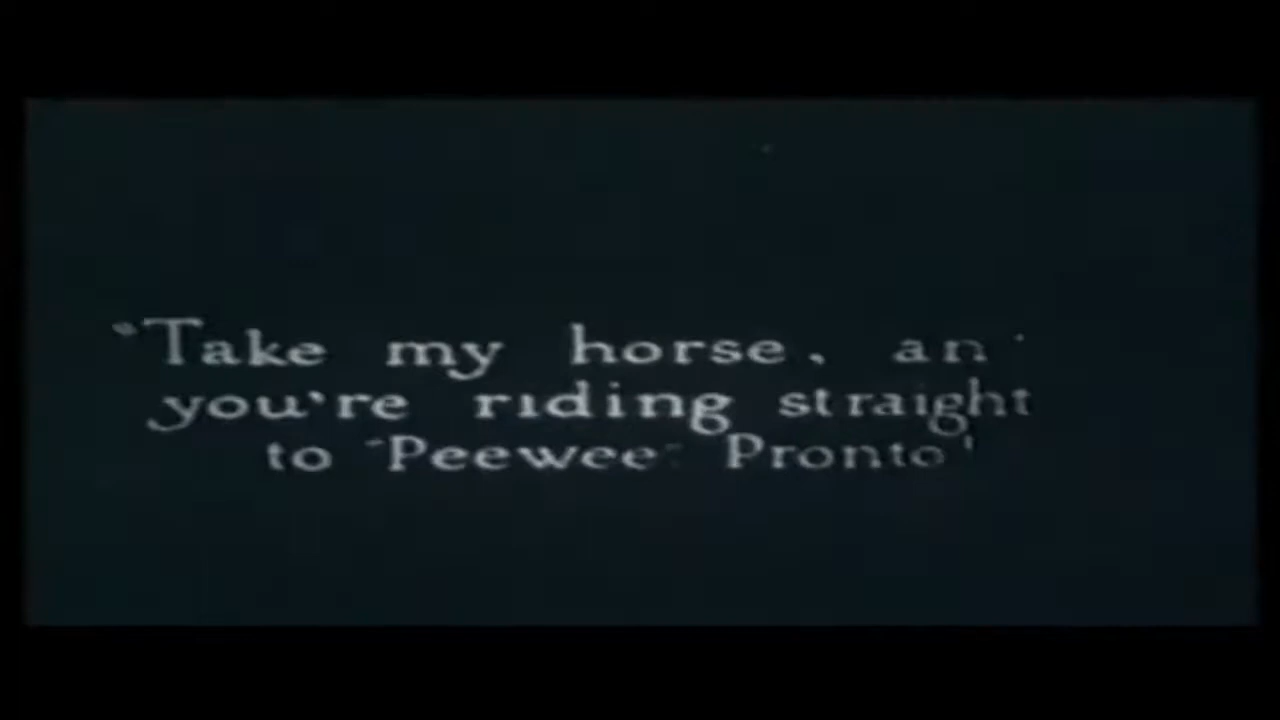 "Take my horse, an'
you're riding straight
to "Peewee" Pronto"